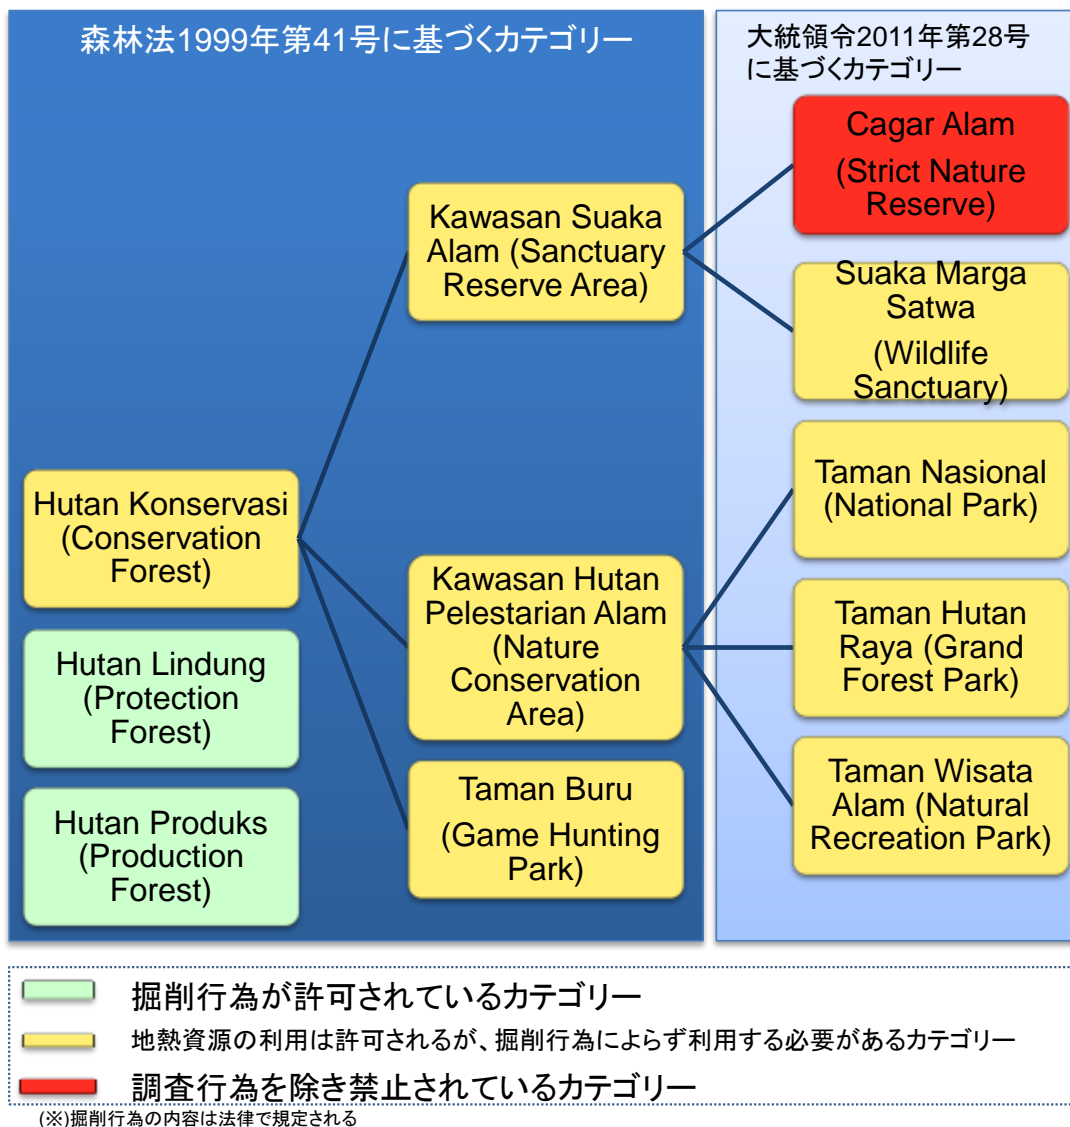 森林法1999年第41号に基づくカテゴリー
大統領令2011年第28号
に基づくカテゴリー
Cagar Alam
(Strict Nature
Reserve)
Kawasan Suaka
Alam (Sanctuary
Reserve Area)
Suaka Marga
Satwa
(Wildlife
Sanctuary)
Hutan Konservasi
(Conservation
Forest)
Taman Nasional
(National Park)
Kawasan Hutan
Pelestarian Alam
(Nature
Conservation
Area)
Taman Hutan
Raya (Grand
Forest Park)
Hutan Lindung
(Protection
Forest)
Taman Buru
(Game Hunting
Park)
Taman Wisata
Alam (Natural
Recreation Park)
Hutan Produks
(Production
Forest)
掘削行為が許可されているカテゴリー
地熱資源の利用は許可されるが、掘削行為によらず利用する必要があるカテゴリー
調査行為を除き禁止されているカテゴリー
(※)掘削行為の内容は法律で規定される